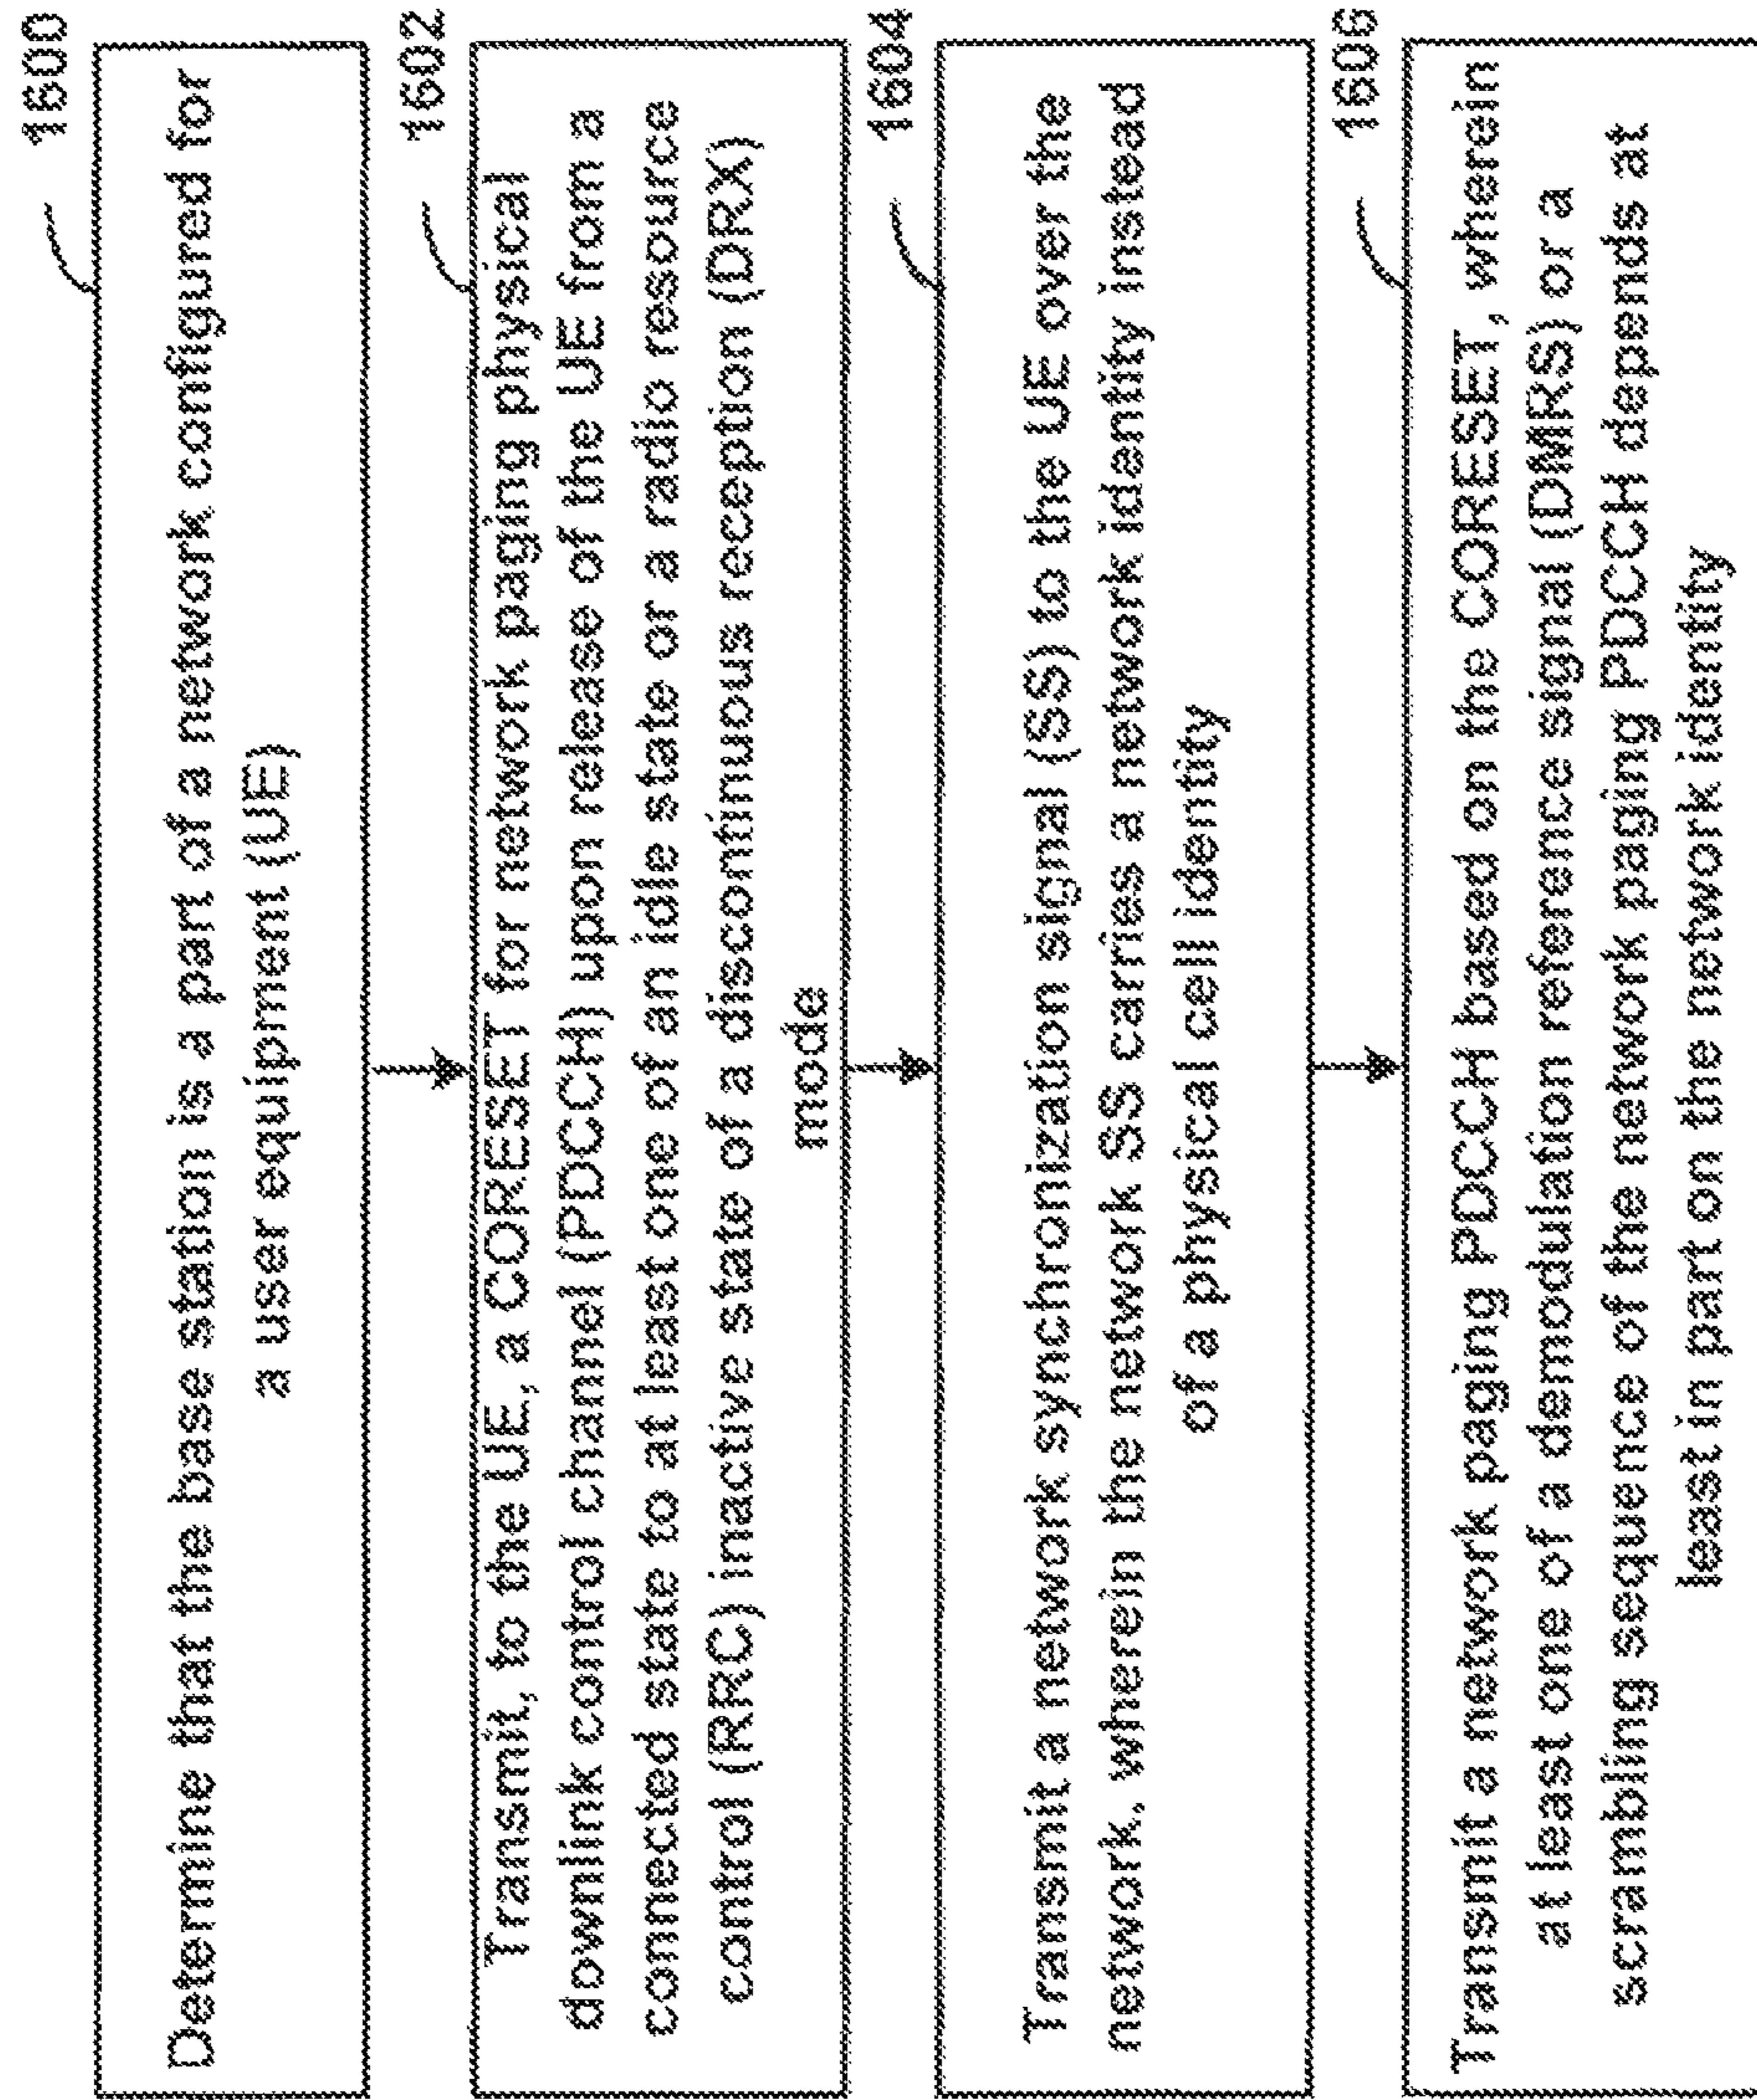 1600
Determine that the base station is a part of a network configured for
a user equipment (UE)
1602
Transmit, to the UE, a CORESET for network paging physical
downlink control channel (PDCCH) upon release of the UE from a
connected state to at least one of an idle state or a radio resource
control (RRC) inactive state of a discontinuous reception (DRX)
mode
1604
Transmit a network synchronization signal (SS) to the UE over the
network, wherein the network SS carries a network identity instead
of a physical cell identity
1606
Transmit a network paging PDCCH based on the CORESET, wherein
at least one of a demodulation reference signal (DMRS) or a
scrambling sequence of the network paging PDCCH depends at
least in part on the network identity